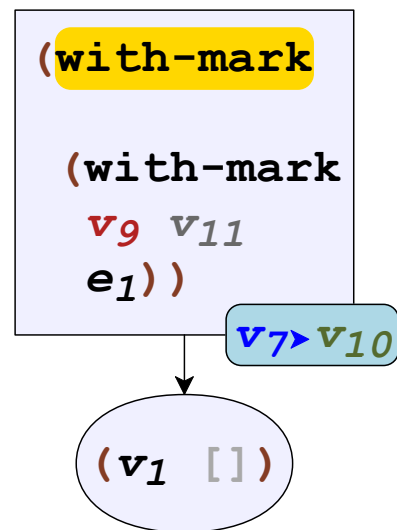 (with-mark
(with-mark
v₉ v₁₁
e₁))
v₇➤v₁₀
(v₁ [])